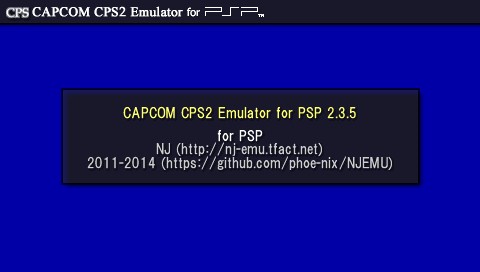 CPS CAPCOM CPS2 Emulator for PSP™
CAPCOM CPS2 Emulator for PSP 2.3.5
for PSP
NJ (http://nj-emu.tfact.net)
2011-2014 (https://github.com/phoe-nix/NJEMU)